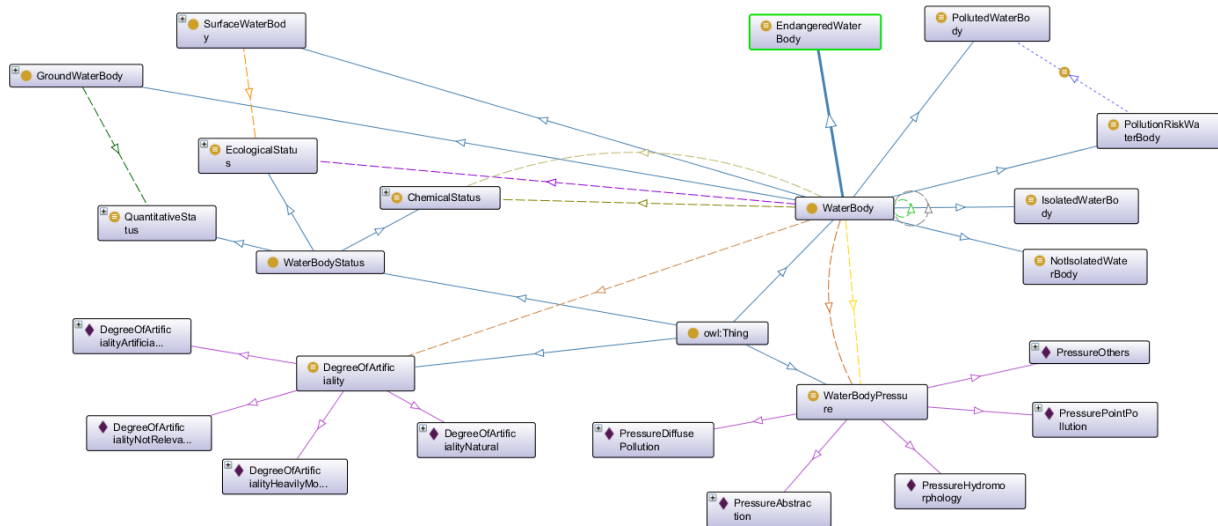 SurfaceWaterBod
y
EndangeredWater
Body
PollutedWaterBo
dy
GroundWaterBody
PollutionRiskWa
terBody
EcologicalStatu
s
ChemicalStatus
WaterBody
IsolatedWaterBo
dy
QuantitativeSta
tus
WaterBodyStatus
NotIsolatedWate
rBody
owl:Thing
DegreeOfArtific
ialityArtificia...
DegreeOfArtific
iality
PressureOthers
WaterBodyPressu
re
DegreeOfArtific
ialityNotReleva...
DegreeOfArtific
ialityNatural
PressureDiffuse
Pollution
PressurePointPo
llution
DegreeOfArtific
ialityHeavilyMo...
PressureAbstrac
tion
PressureHydromo
rphology